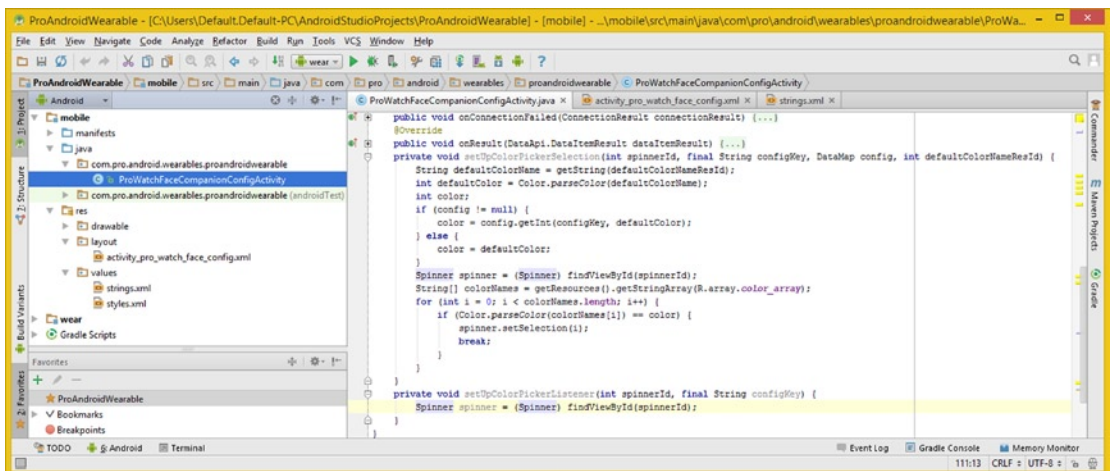 ProAndroidWearable - [C:\Users\Default.Default-PC\AndroidStudioProjects\ProAndroidWearable] - [mobile] - ...\mobile\src\main\java\com\pro\android\wearables\proandroidwearable\ProWa...
File Edit View Navigate Code Analyze Refactor Build Run Tools VCS Window Help
wear
ProAndroidWearable mobile src main java com pro android wearables proandroidwearable ProWatchFaceCompanionConfigActivity
1: Project
Android
mobile
manifests
java
com.pro.android.wearables.proandroidwearable
ProWatchFaceCompanionConfigActivity
com.pro.android.wearables.proandroidwearable (androidTest)
res
drawable
layout
activity_pro_watch_face_config.xml
values
strings.xml
styles.xml
wear
Gradle Scripts
7: Structure
Build Variants
2: Favorites
Favorites
ProAndroidWearable
Bookmarks
Breakpoints
ProWatchFaceCompanionConfigActivity.java activity_pro_watch_face_config.xml strings.xml
public void onConnectionFailed(ConnectionResult connectionResult) {...}
@Override
public void onResult(DataApi.DataItemResult dataItemResult) {...}
private void setUpColorPickerSelection(int spinnerId, final String configKey, DataMap config, int defaultColorNameResId) {
String defaultColorName = getString(defaultColorNameResId);
int defaultColor = Color.parseColor(defaultColorName);
int color;
if (config != null) {
color = config.getInt(configKey, defaultColor);
} else {
color = defaultColor;
}
Spinner spinner = (Spinner) findViewById(spinnerId);
String[] colorNames = getResources().getStringArray(R.array.color_array);
for (int i = 0; i < colorNames.length; i++) {
if (Color.parseColor(colorNames[i]) == color) {
spinner.setSelection(i);
break;
}
}
}
private void setUpColorPickerListener(int spinnerId, final String configKey) {
Spinner spinner = (Spinner) findViewById(spinnerId);
}
}
Commander
Maven Projects
Gradle
TODO 6: Android Terminal Event Log Gradle Console Memory Monitor
111:13 CRLF UTF-8